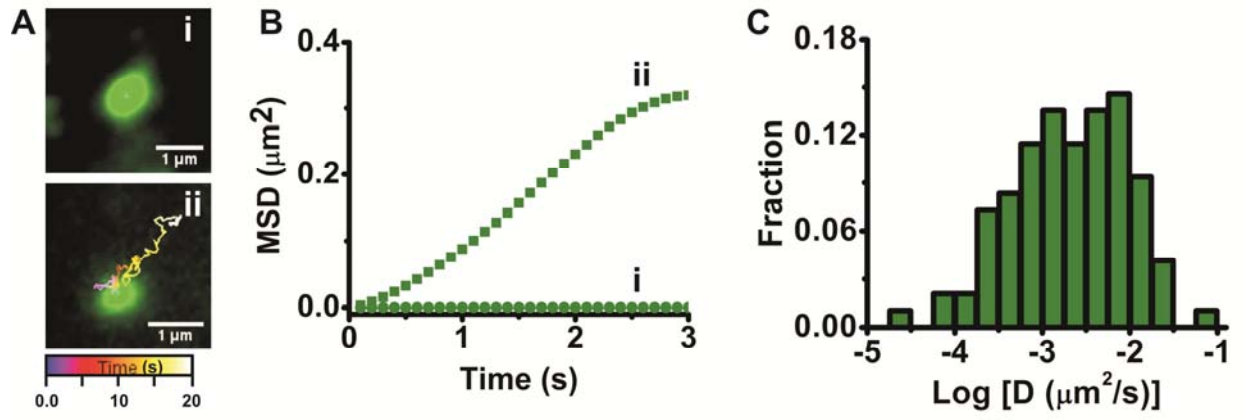 A
i
1 µm
ii
1 µm
Time (s)
0.0 10 20
B
MSD (µm²)
0.4
0.2
0.0
ii
i
0 1 2 3
Time (s)
C
Fraction
0.18
0.12
0.06
0.00
-5 -4 -3 -2 -1
Log [D (µm²/s)]